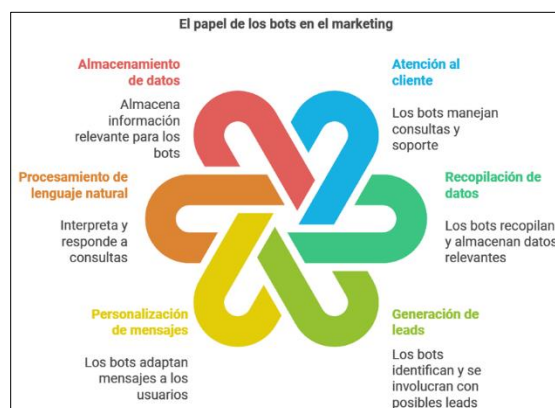 El papel de los bots en el marketing
Almacenamiento
de datos
Almacena
información
relevante para los
bots
Atención al
cliente
Los bots manejan
consultas y
soporte
Procesamiento de
lenguaje natural
Interpreta y
responde a
consultas
Recopilación de
datos
Los bots recopilan
y almacenan datos
relevantes
Personalización
de mensajes
Los bots adaptan
mensajes a los
usuarios
Generación de
leads
Los bots
identifican y se
involucran con
posibles leads